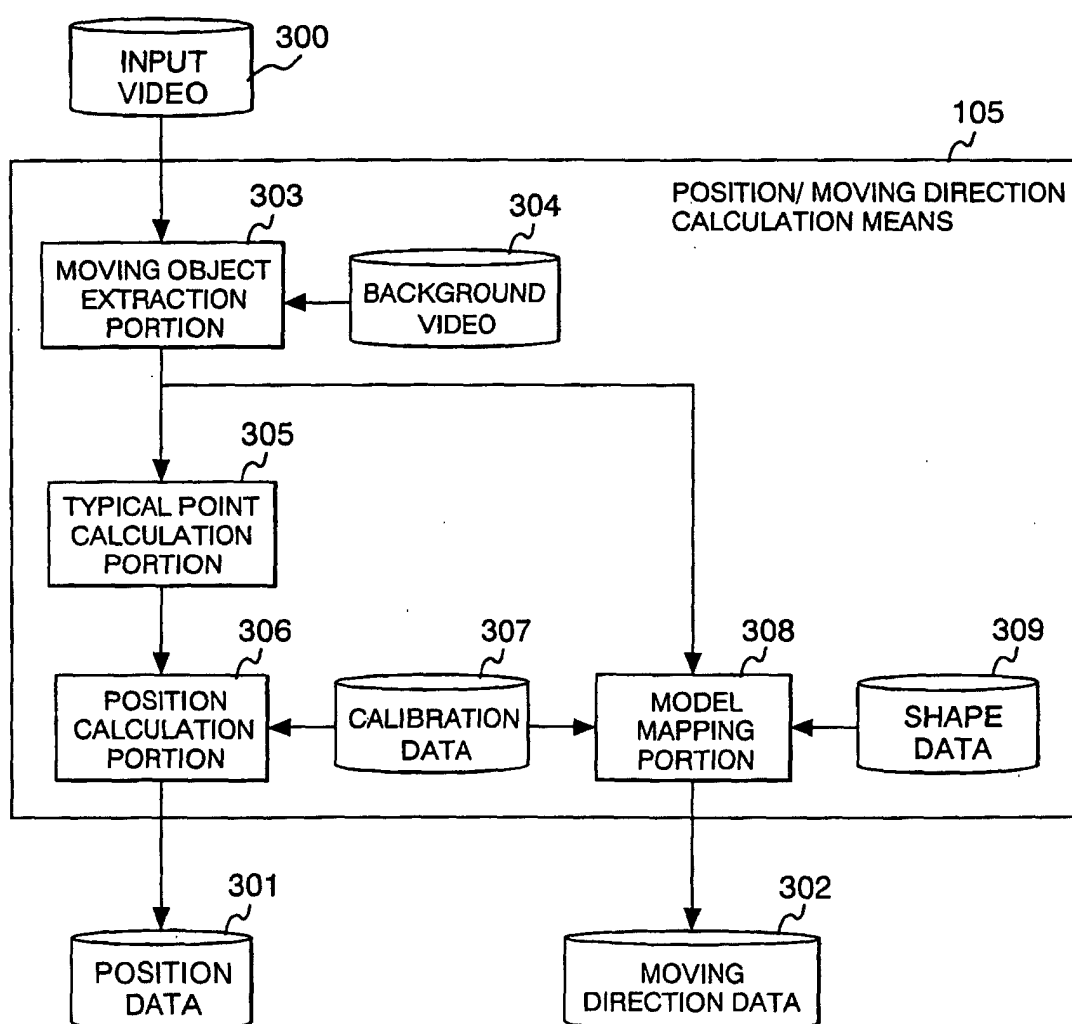 300
INPUT
VIDEO
105
POSITION/ MOVING DIRECTION
CALCULATION MEANS
303
MOVING OBJECT
EXTRACTION
PORTION
304
BACKGROUND
VIDEO
305
TYPICAL POINT
CALCULATION
PORTION
306
POSITION
CALCULATION
PORTION
307
CALIBRATION
DATA
308
MODEL
MAPPING
PORTION
309
SHAPE
DATA
301
POSITION
DATA
302
MOVING
DIRECTION DATA